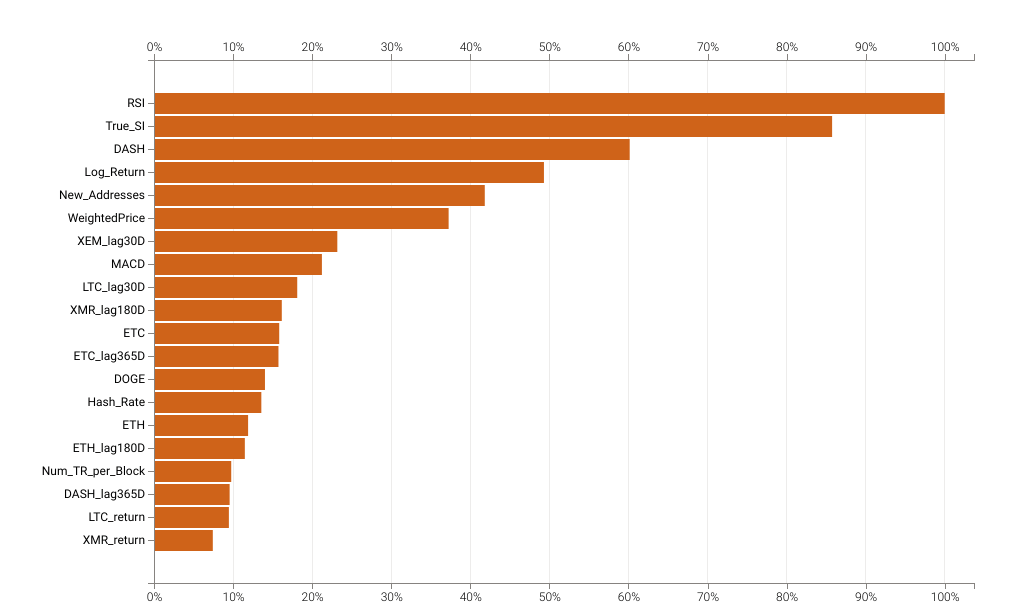 0% 10% 20% 30% 40% 50% 60% 70% 80% 90% 100%
RSI
True_SI
DASH
Log_Return
New_Addresses
WeightedPrice
XEM_lag30D
MACD
LTC_lag30D
XMR_lag180D
ETC
ETC_lag365D
DOGE
Hash_Rate
ETH
ETH_lag180D
Num_TR_per_Block
DASH_lag365D
LTC_return
XMR_return
0% 10% 20% 30% 40% 50% 60% 70% 80% 90% 100%